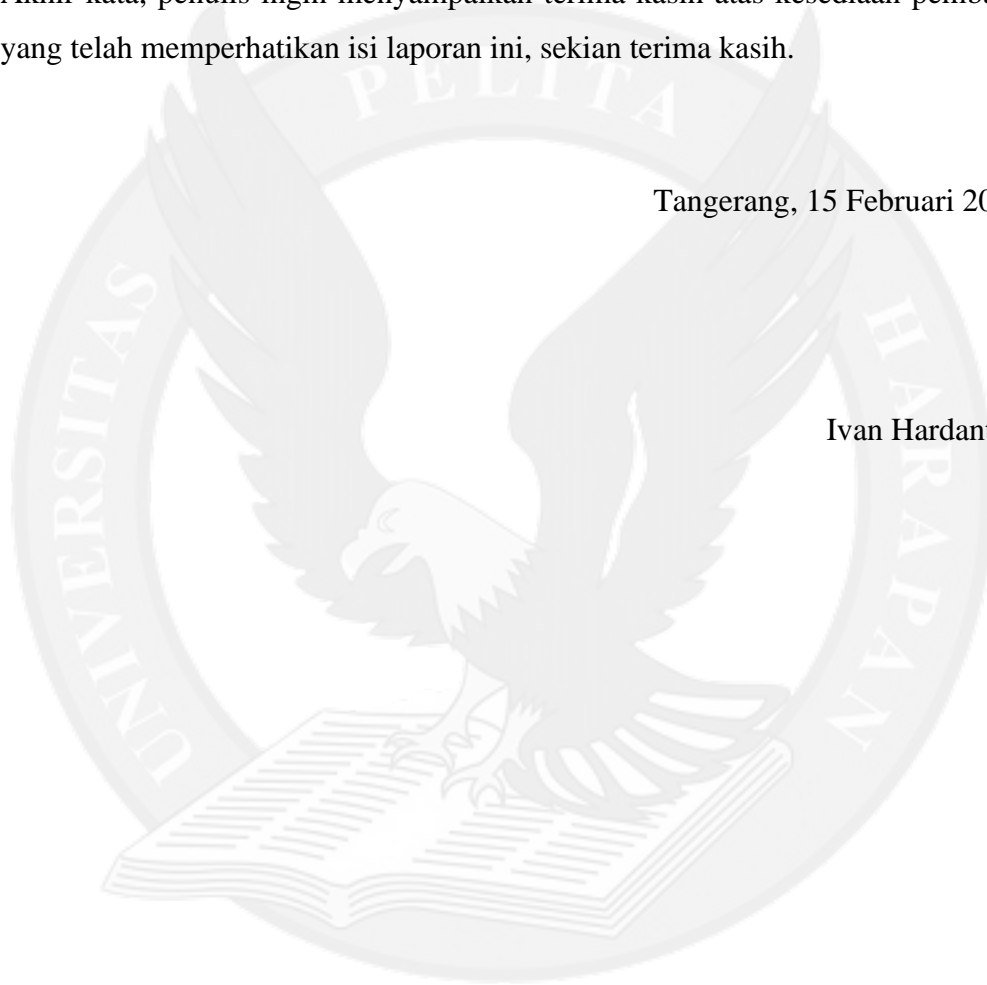 Akhir kata, penulis ingin menyampaikan terima kasih atas kesediaan
yang telah memperhatikan isi laporan ini, sekian terima kasih.
PELITA
Tangerang, 15 Februari
UNIVERSITAS
HARAPAN
Ivan